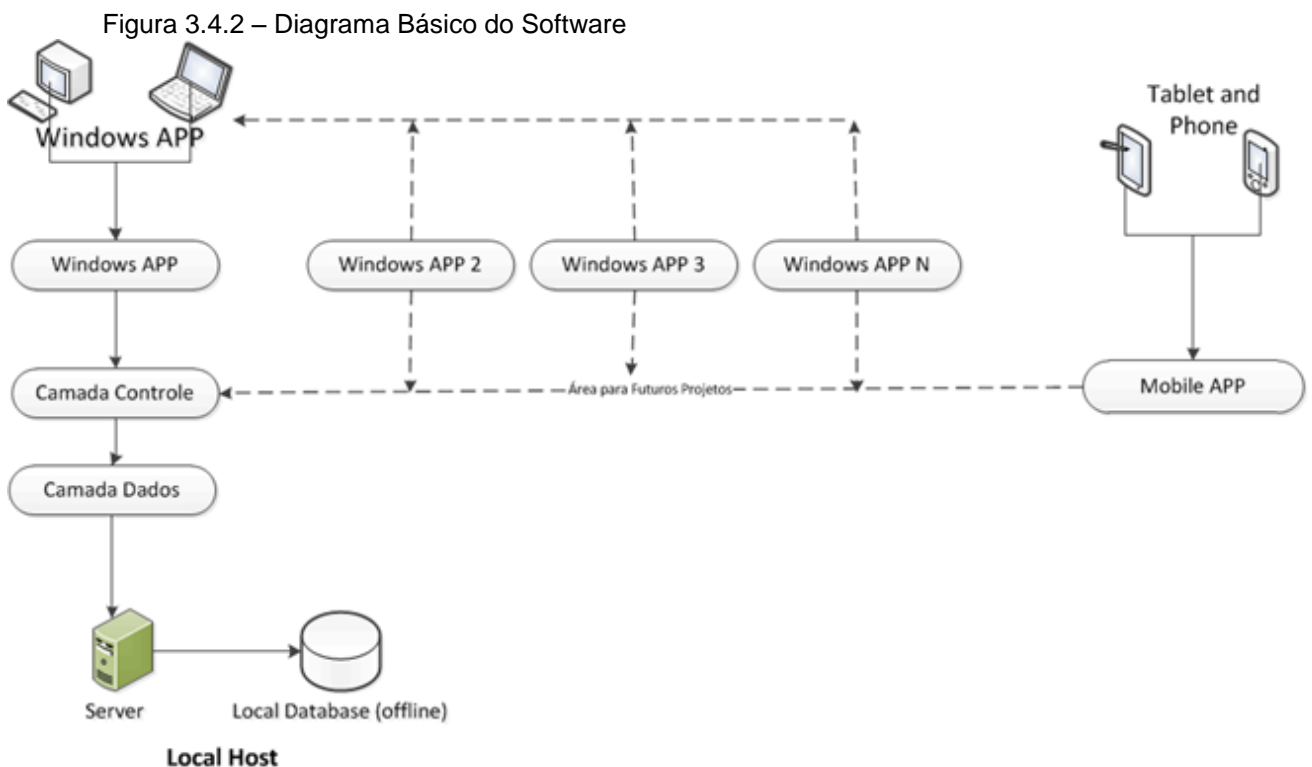 Figura 3.4.2 – Diagrama Básico do Software
Windows APP
Tablet and
Phone
Windows APP
Windows APP 2
Windows APP 3
Windows APP N
Camada Controle
Área para Futuros Projetos
Mobile APP
Camada Dados
Server
Local Database (offline)
Local Host